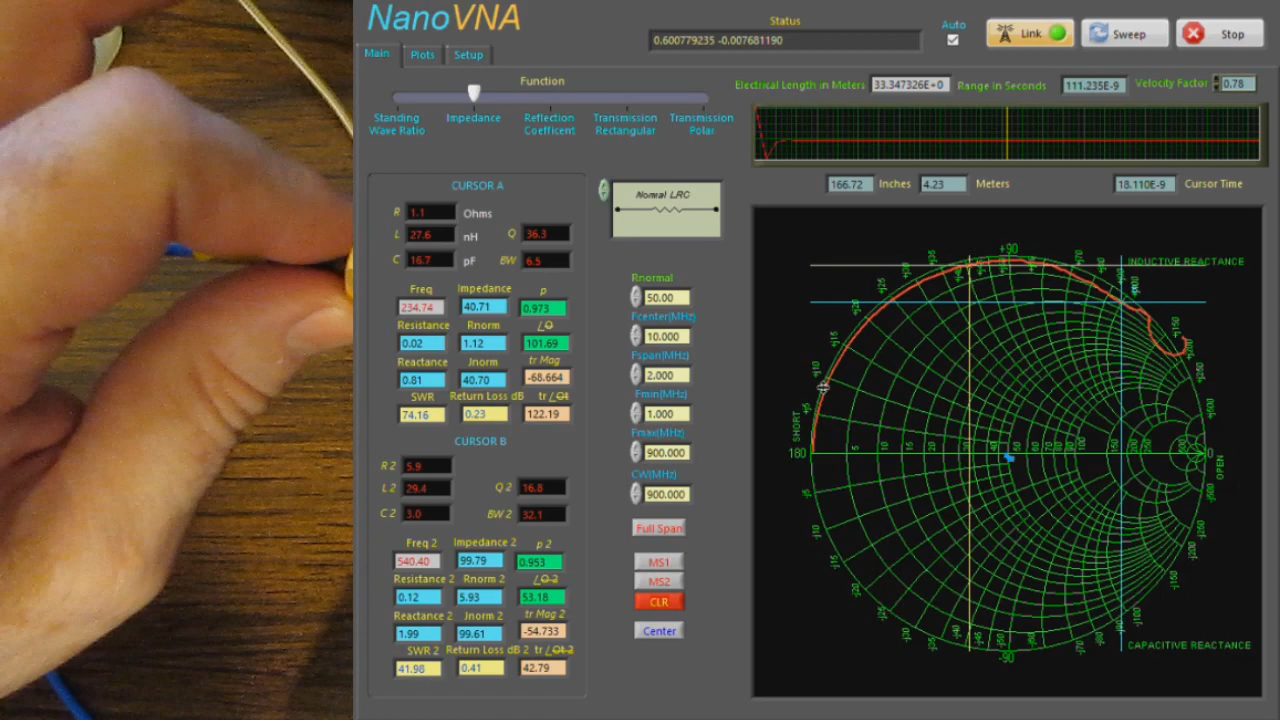 NanoVNA
Status
0.600779235 -0.007681190
Auto
Link
Sweep
Stop
Main
Plots
Setup
Function
Standing
Wave Ratio
Impedance
Reflection
Coefficent
Transmission
Rectangular
Transmission
Polar
Electrical Length in Meters
33.347326E+0
Range In Seconds
111.235E-9
Velocity Factor
0.78
166.72
Inches
4.23
Meters
18.110E-9
Cursor Time
CURSOR A
R
1.1
Ohms
L
27.6
nH
Q
36.3
C
16.7
pF
BW
6.5
Freq
Impedance
p
234.74
40.71
0.973
Resistance
Rnorm
/O
0.02
1.12
101.69
Reactance
Jnorm
tr Mag
0.81
40.70
-68.664
SWR
Return Loss dB
74.16
0.23
122.19
CURSOR B
R 2
5.9
L 2
29.4
Q 2
16.8
C 2
3.0
BW 2
32.1
Freq 2
Impedance 2
p 2
540.40
99.79
0.953
Resistance 2
Rnorm 2
/O 2
0.12
5.93
53.18
Reactance 2
Jnorm 2
tr Mag 2
1.99
99.61
-54.733
SWR 2
Return Loss dB 2
41.98
0.41
42.79
Normal LRC
Rnormal
50.00
Fcenter(MHz)
10.000
Fspan(MHz)
2.000
Fmin(MHz)
1.000
Fmax(MHz)
900.000
CW(MHz)
900.000
Full Span
MS1
MS2
CLR
Center
+90
INDUCTIVE REACTANCE
SHORT
180
0
OPEN
-90
CAPACITIVE REACTANCE